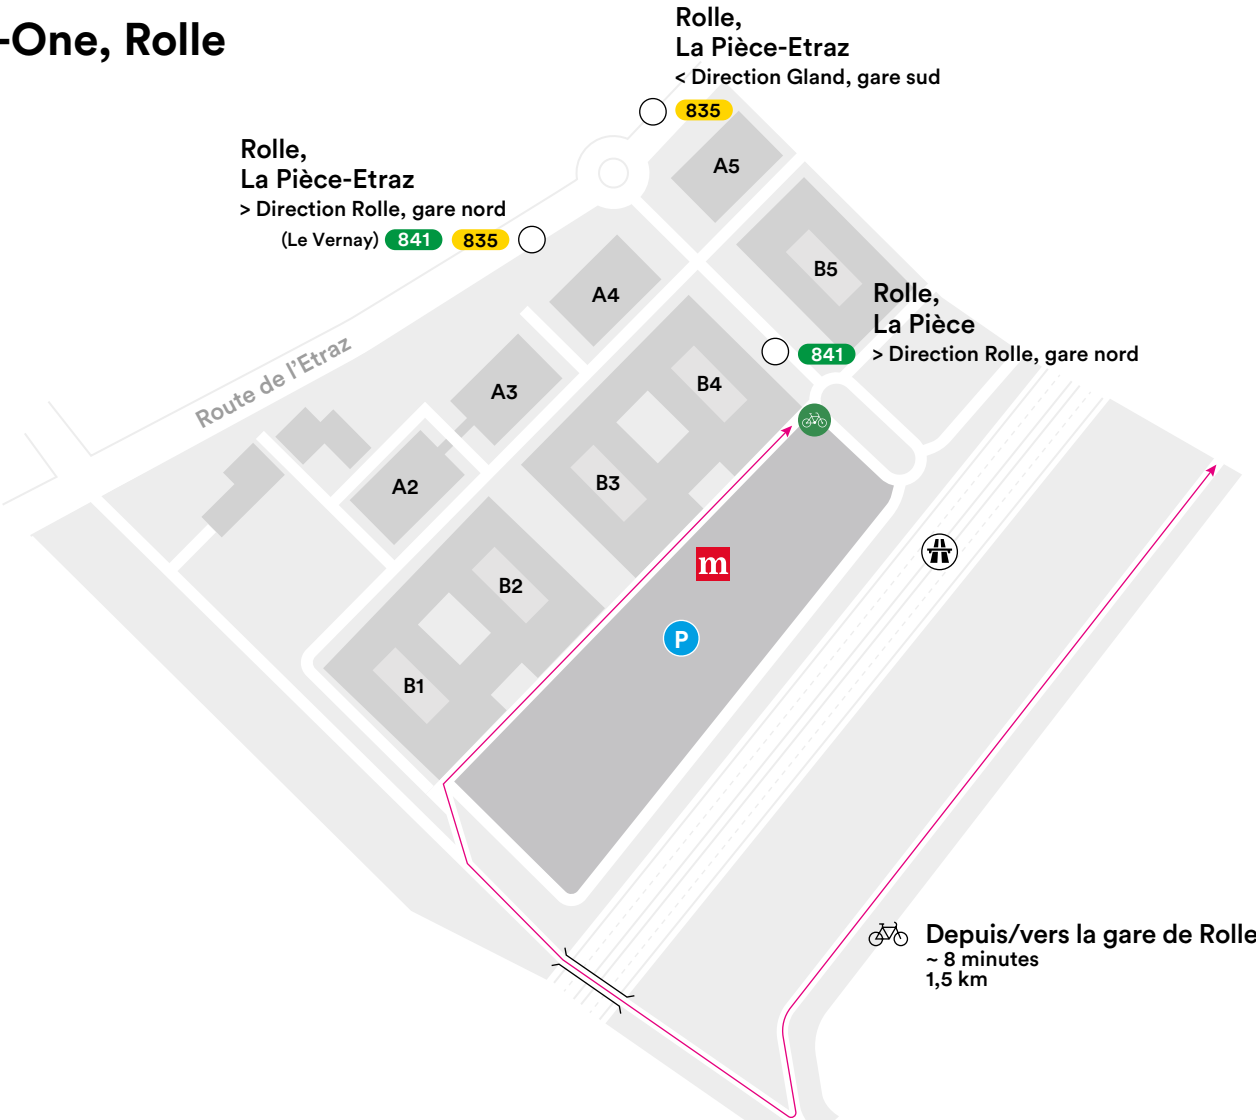 -One, Rolle
Rolle,
La Pièce-Etraz
< Direction Gland, gare sud
835
Rolle,
La Pièce-Etraz
> Direction Rolle, gare nord
(Le Vernay) 841 835
A5
B5
A4
Rolle,
La Pièce
841 > Direction Rolle, gare nord
Route de l'Etraz
A3
B4
A2
B3
m
B2
P
B1
Depuis/vers la gare de Rolle
~ 8 minutes
1,5 km